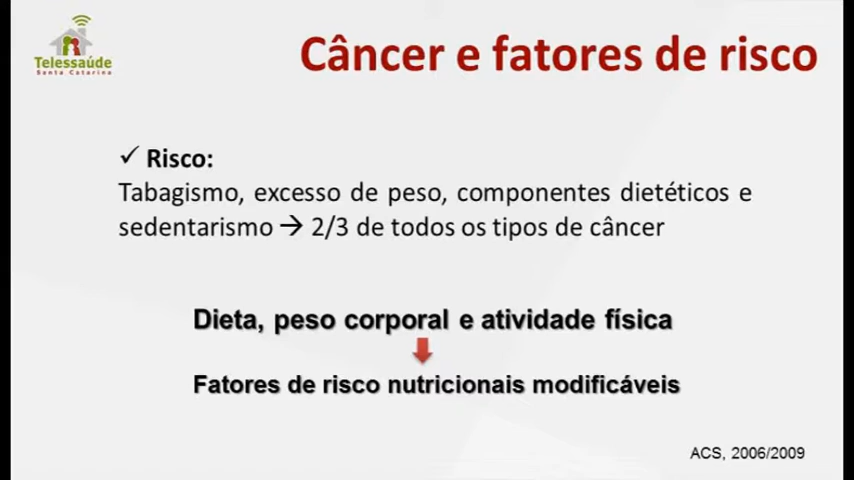 Telessaúde
Santa Catarina
Câncer e fatores de risco
✓ Risco:
Tabagismo, excesso de peso, componentes dietéticos e
sedentarismo → 2/3 de todos os tipos de câncer
Dieta, peso corporal e atividade física
Fatores de risco nutricionais modificáveis
ACS, 2006/2009